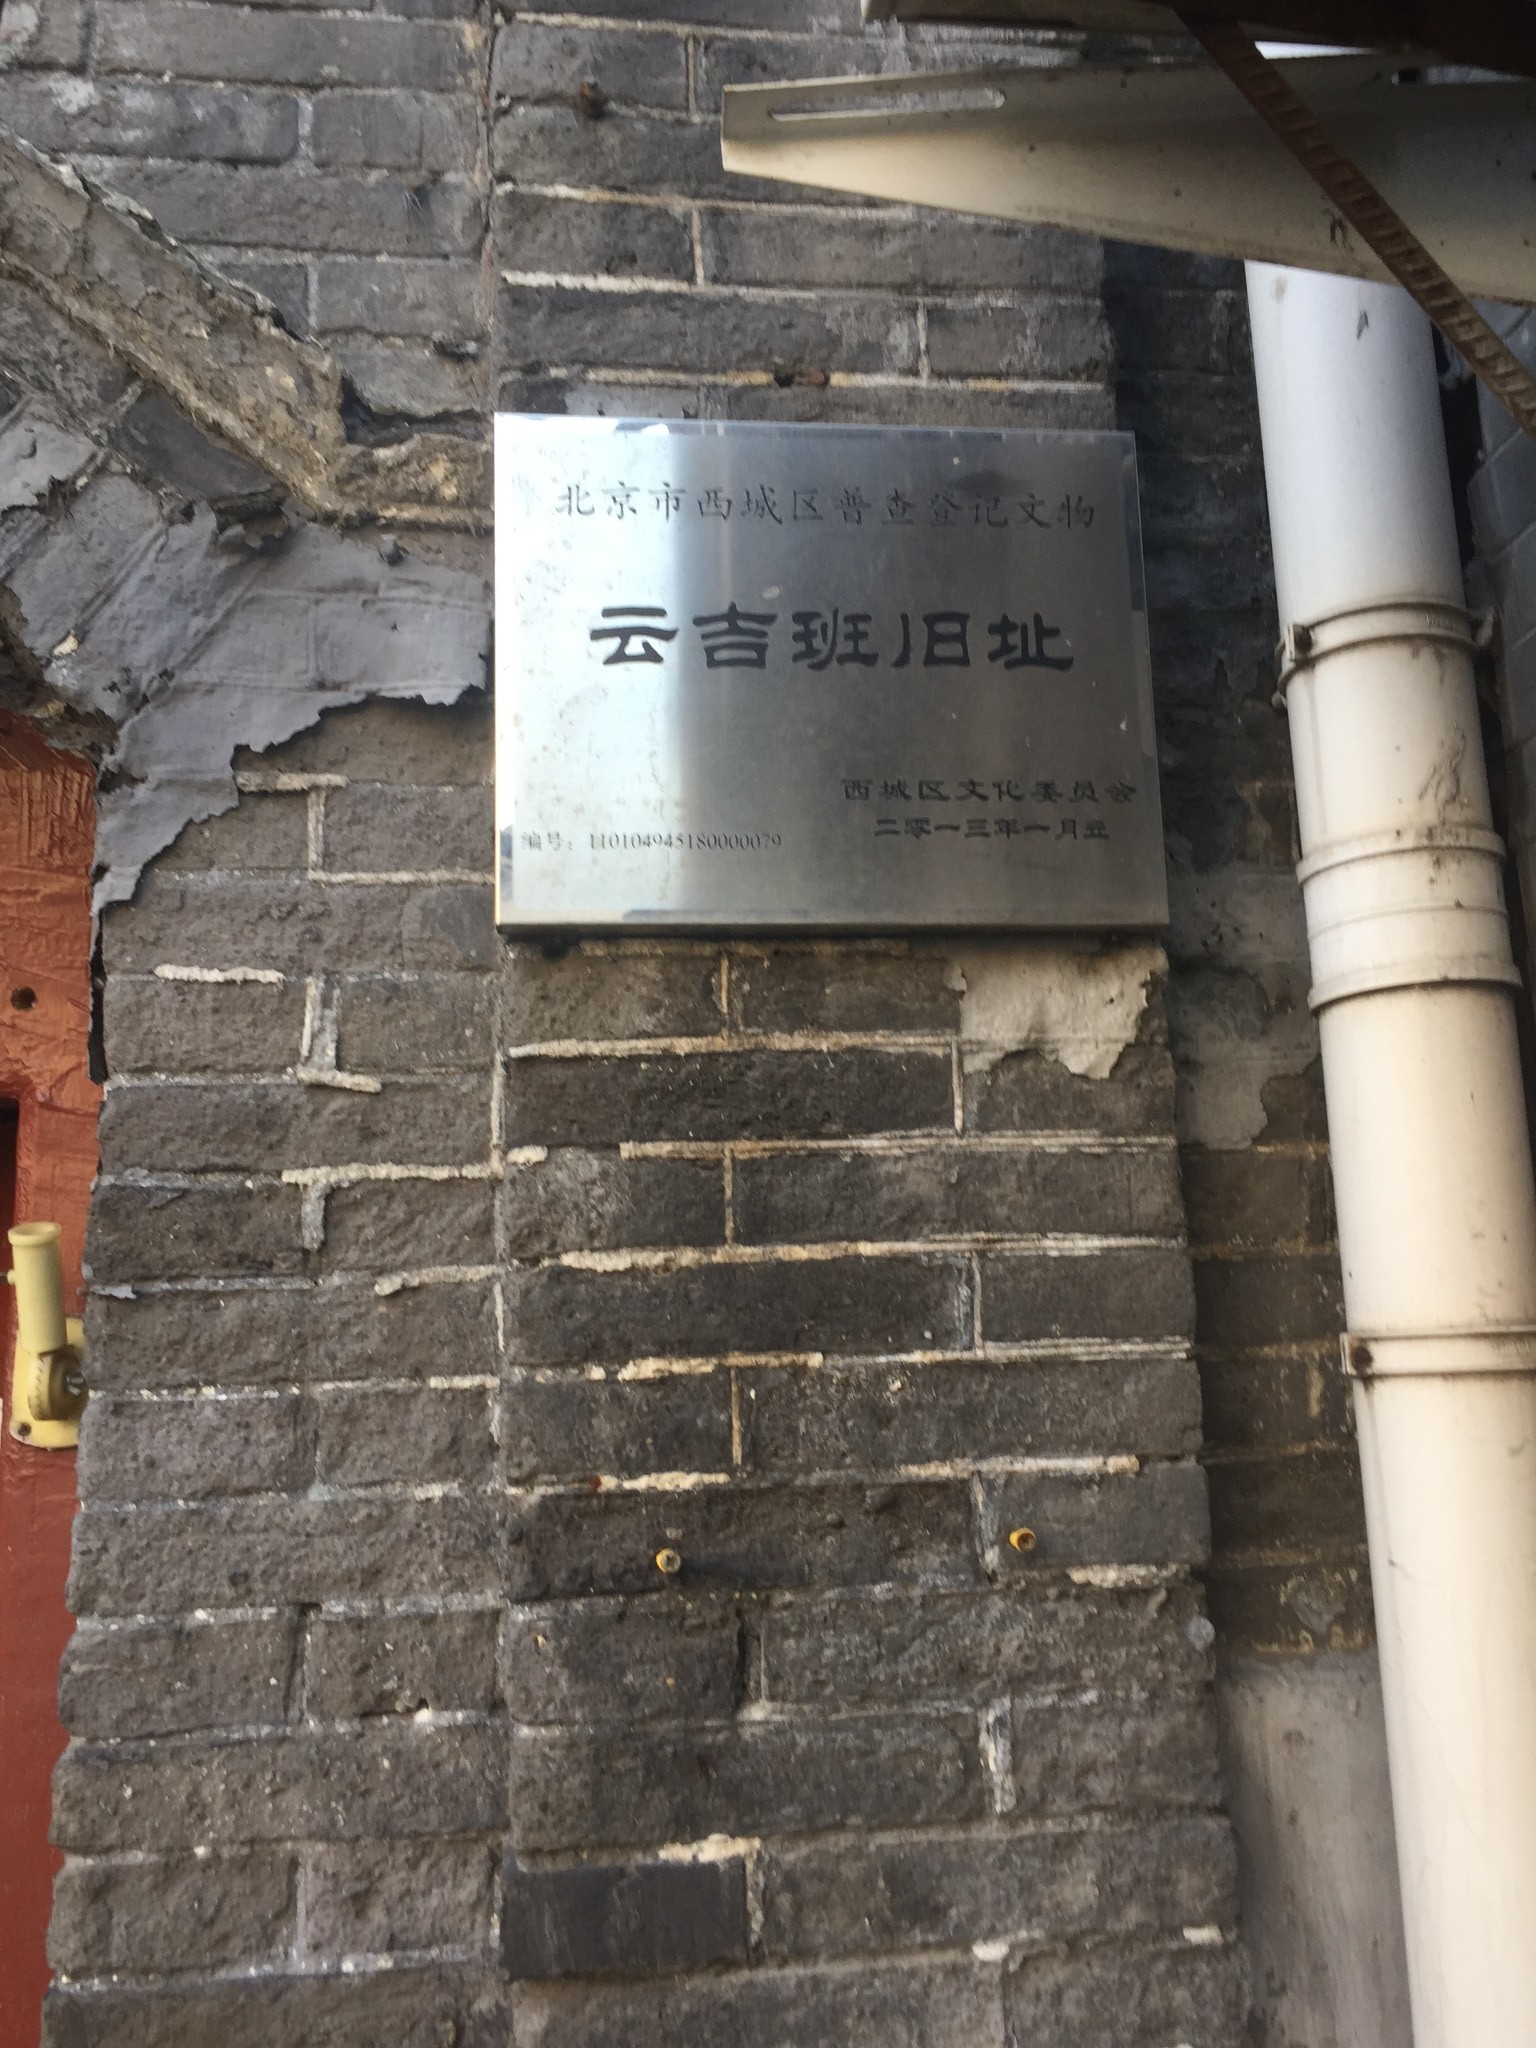 北京市西城区普查登记文物
云吉班旧址
西城区文化委员会
二零一三年一月立
编号：110104945180000079